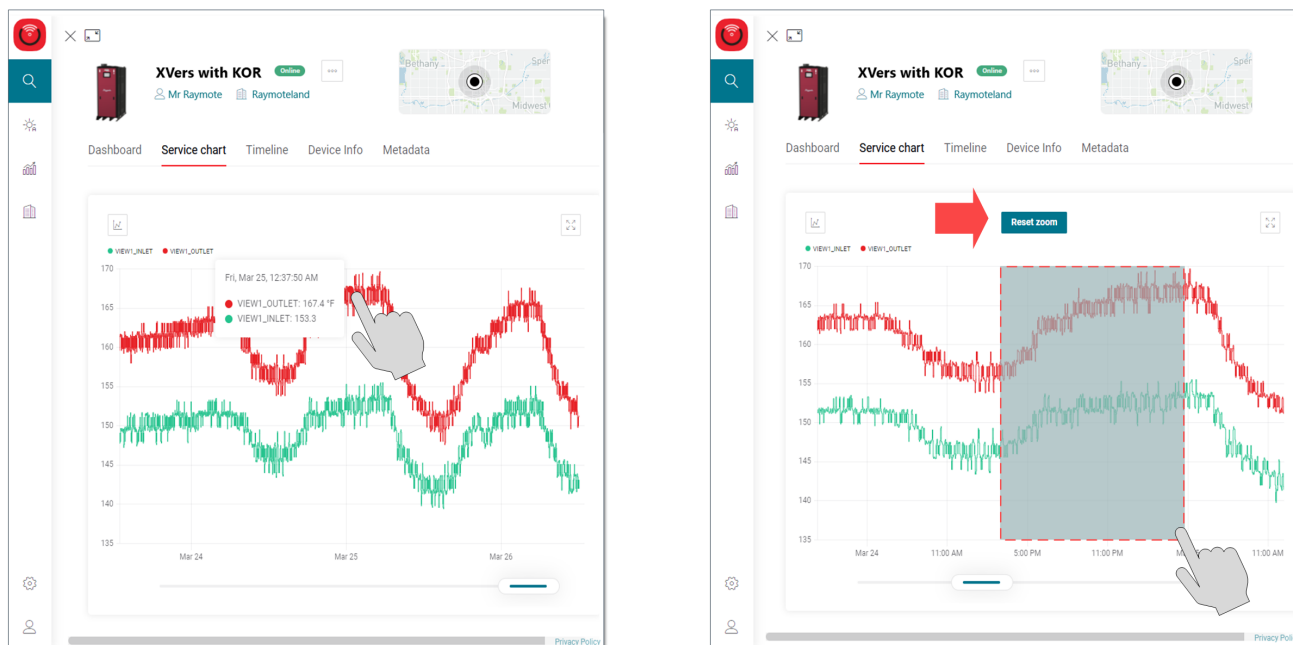 XVers with KOR Online
Mr Raymote Raymoteland
Bethany
Sper
Midwest
Dashboard Service chart Timeline Device Info Metadata
VIEW1_INLET VIEW1_OUTLET
170
Fri, Mar 25, 12:37:50 AM
VIEW1_OUTLET: 167.4 °F
VIEW1_INLET: 153.3
165
160
155
150
145
140
135
Mar 24 Mar 25 Mar 26
Privacy Policy
XVers with KOR Online
Mr Raymote Raymoteland
Bethany
Sper
Midwest
Dashboard Service chart Timeline Device Info Metadata
Reset zoom
VIEW1_INLET VIEW1_OUTLET
170
165
160
155
150
145
140
135
Mar 24 11:00 AM 5:00 PM 11:00 PM 11:00 AM
Privacy Poli